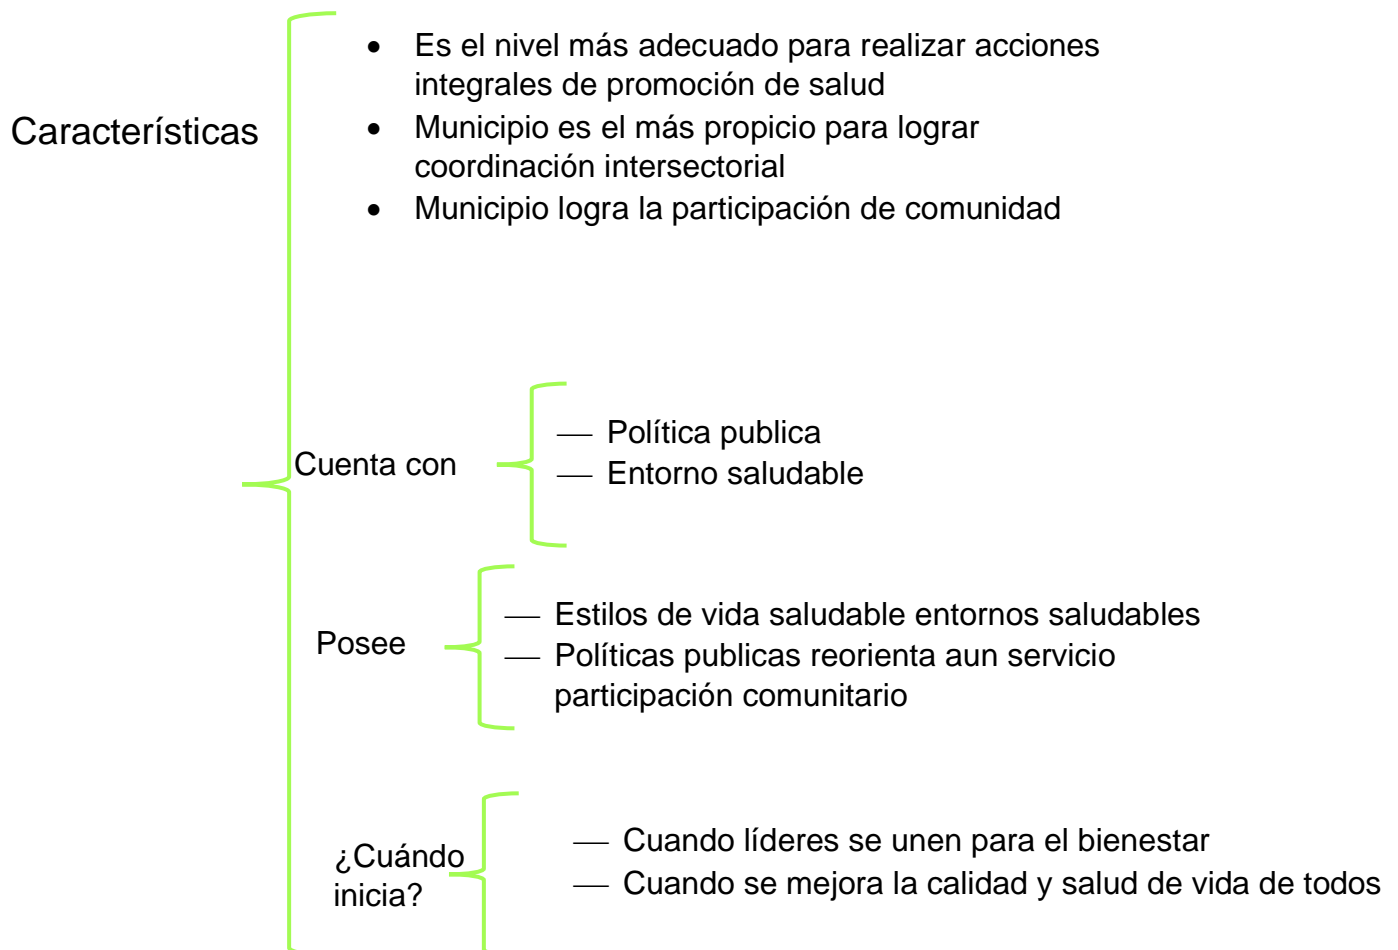 Características
• Es el nivel más adecuado para realizar acciones
integrales de promoción de salud
• Municipio es el más propicio para lograr
coordinación intersectorial
• Municipio logra la participación de comunidad
Cuenta con
— Política publica
— Entorno saludable
Posee
— Estilos de vida saludable entornos saludables
— Políticas publicas reorienta aun servicio
participación comunitario
¿Cuándo
inicia?
— Cuando líderes se unen para el bienestar
— Cuando se mejora la calidad y salud de vida de todos